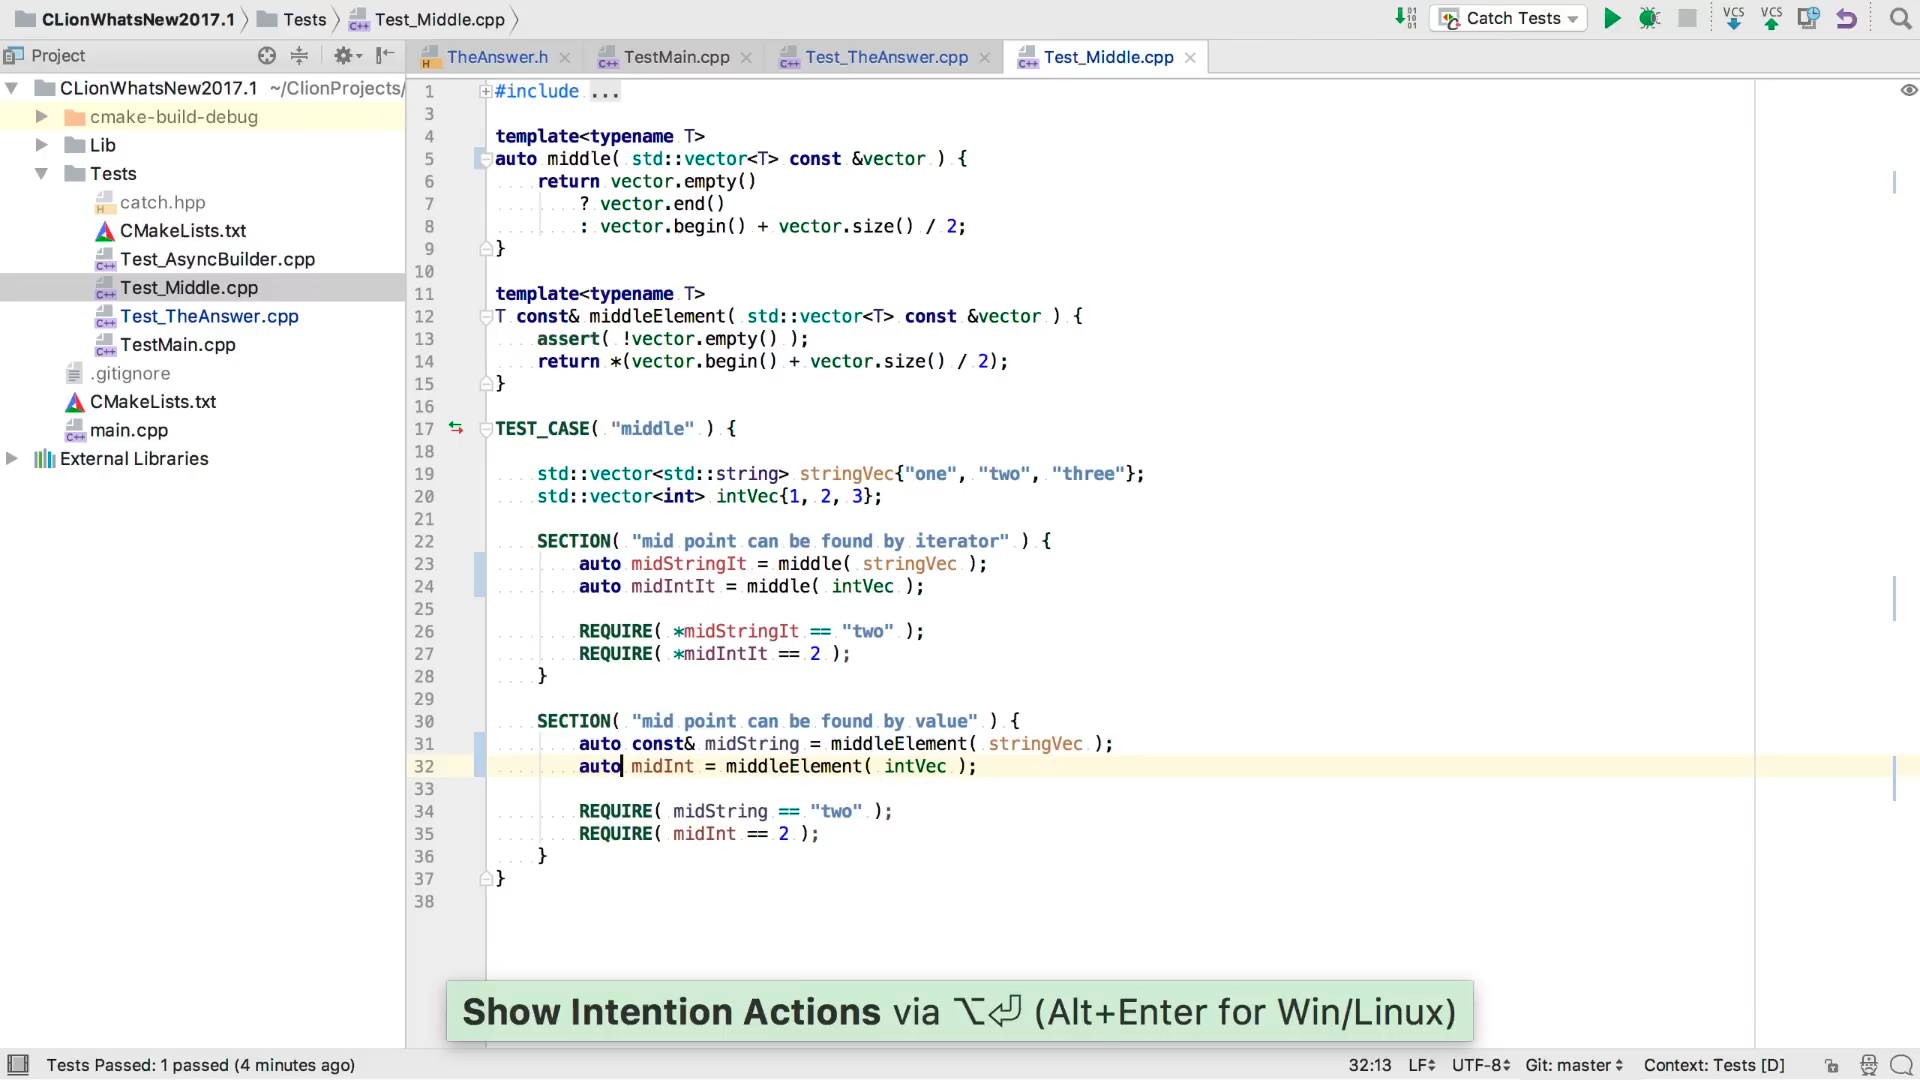 CLionWhatsNew2017.1 Tests Test_Middle.cpp Catch Tests VCS VCS
Project TheAnswer.h TestMain.cpp Test_TheAnswer.cpp Test_Middle.cpp
CLionWhatsNew2017.1 ~/ClionProjects/
cmake-build-debug
Lib
Tests
catch.hpp
CMakeLists.txt
Test_AsyncBuilder.cpp
Test_Middle.cpp
Test_TheAnswer.cpp
TestMain.cpp
.gitignore
CMakeLists.txt
main.cpp
External Libraries
1 #include ...
3
4 template<typename T>
5 auto middle( std::vector<T> const &vector ) {
6 return vector.empty()
7 ? vector.end()
8 : vector.begin() + vector.size() / 2;
9 }
10
11 template<typename T>
12 T const& middleElement( std::vector<T> const &vector ) {
13 assert( !vector.empty() );
14 return *(vector.begin() + vector.size() / 2);
15 }
16
17 TEST_CASE( "middle" ) {
18
19 std::vector<std::string> stringVec{"one", "two", "three"};
20 std::vector<int> intVec{1, 2, 3};
21
22 SECTION( "mid point can be found by iterator" ) {
23 auto midStringIt = middle( stringVec );
24 auto midIntIt = middle( intVec );
25
26 REQUIRE( *midStringIt == "two" );
27 REQUIRE( *midIntIt == 2 );
28 }
29
30 SECTION( "mid point can be found by value" ) {
31 auto const& midString = middleElement( stringVec );
32 auto midInt = middleElement( intVec );
33
34 REQUIRE( midString == "two" );
35 REQUIRE( midInt == 2 );
36 }
37 }
38
Show Intention Actions via ⌥⏎ (Alt+Enter for Win/Linux)
Tests Passed: 1 passed (4 minutes ago) 32:13 LF UTF-8 Git: master Context: Tests [D]